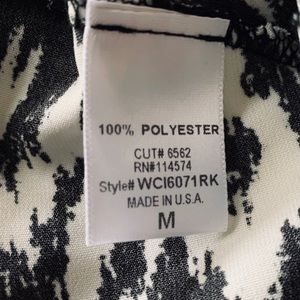 100% POLYESTER
CUT# 6562
RN#114574
Style# WCI6071RK
MADE IN U.S.A.
M